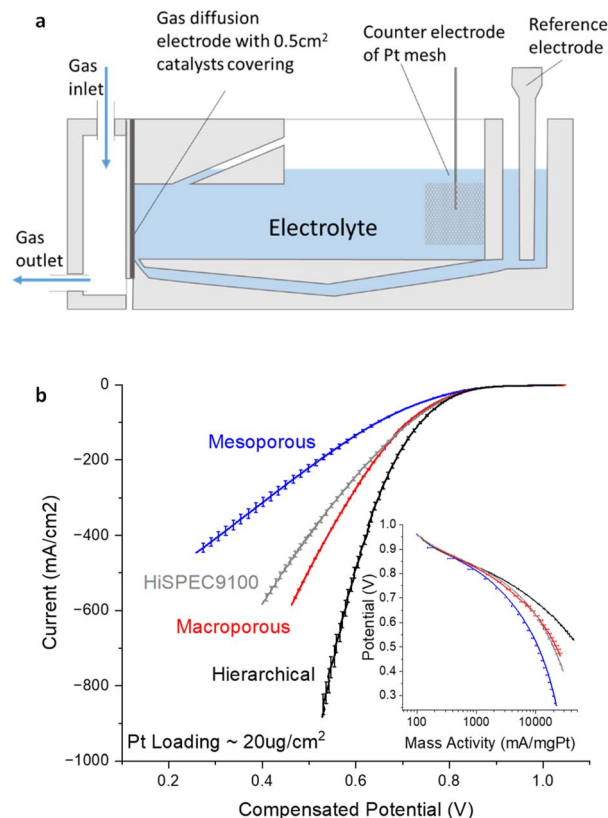 a
Gas diffusion
electrode with 0.5cm²
catalysts covering
Counter electrode
of Pt mesh
Reference
electrode
Gas
inlet
Electrolyte
Gas
outlet
b
0
−200
−400
−600
−800
−1000
Current (mA/cm2)
Mesoporous
HiSPEC9100
Macroporous
Hierarchical
Pt Loading ~ 20ug/cm²
0.2 0.4 0.6 0.8 1.0
Compensated Potential (V)
1.0
0.9
0.8
0.7
0.6
0.5
0.4
0.3
Potential (V)
100 1000 10000
Mass Activity (mA/mgPt)